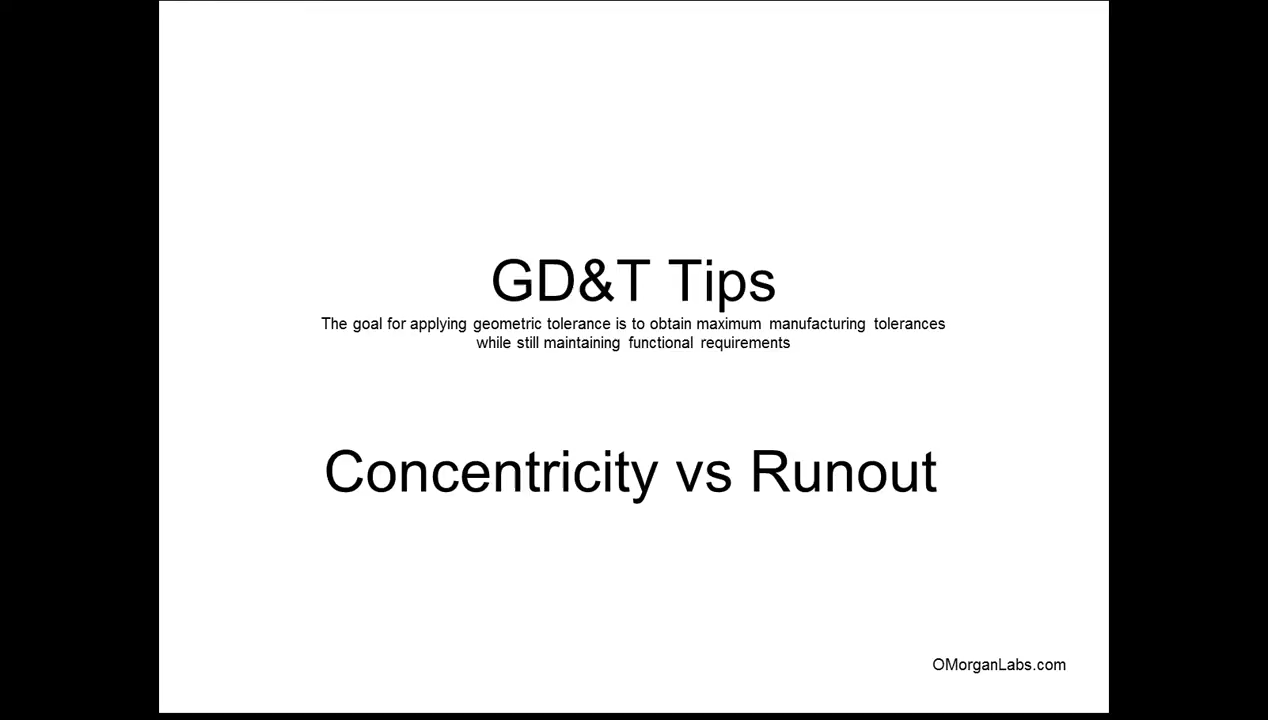 GD&T Tips
The goal for applying geometric tolerance is to obtain maximum manufacturing tolerances
while still maintaining functional requirements
Concentricity vs Runout
OMorganLabs.com